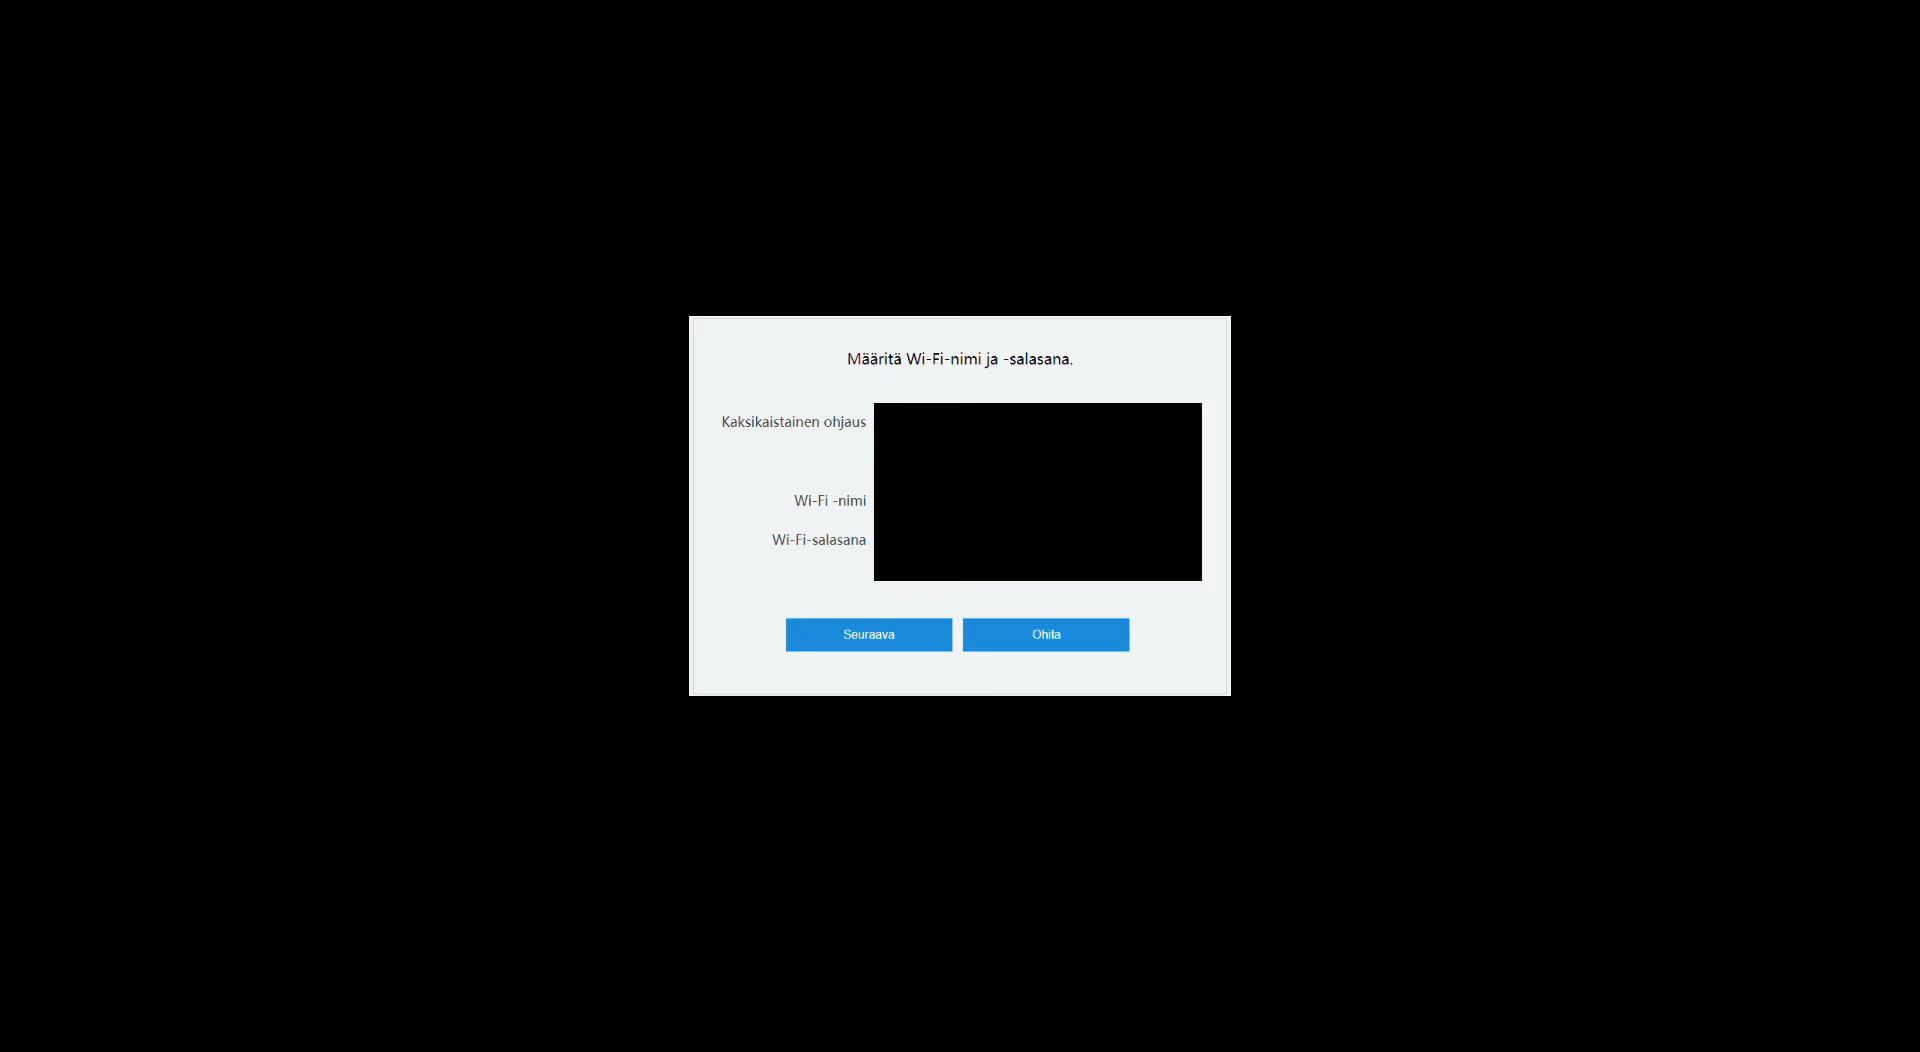 Määritä Wi-Fi-nimi ja -salasana.
Kaksikaistainen ohjaus
Wi-Fi -nimi
Wi-Fi-salasana
Seuraava
Ohita